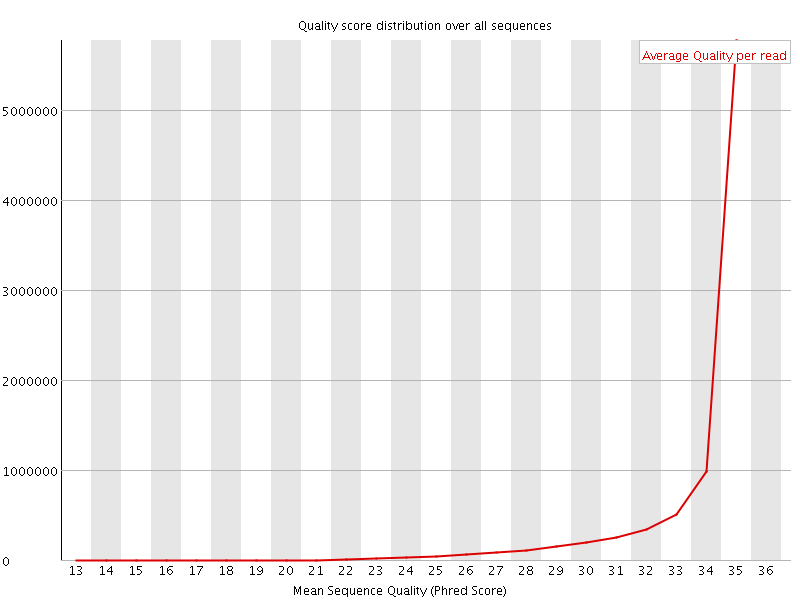 Quality score distribution over all sequences
Average Quality per read
5000000
4000000
3000000
2000000
1000000
0
13 14 15 16 17 18 19 20 21 22 23 24 25 26 27 28 29 30 31 32 33 34 35 36
Mean Sequence Quality (Phred Score)